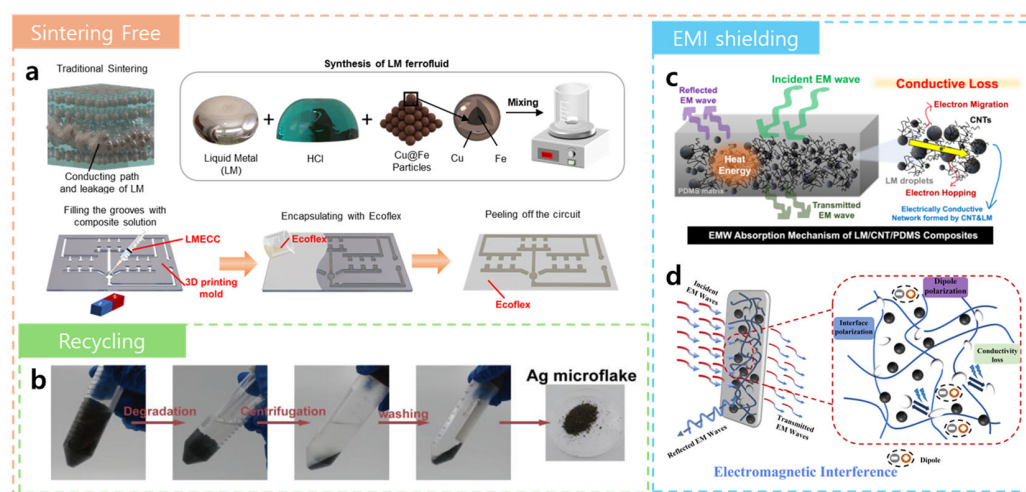 Sintering Free
a
Traditional Sintering
Conducting path
and leakage of LM
Synthesis of LM ferrofluid
Liquid Metal
(LM)
+
HCl
+
Cu@Fe
Particles
Cu
Fe
Mixing
Filling the grooves with
composite solution
LMECC
3D printing
mold
Encapsulating with Ecoflex
Ecoflex
Peeling off the circuit
Ecoflex
Recycling
b
Degradation
Centrifugation
washing
Ag microflake
EMI shielding
c
Incident EM wave
Reflected
EM wave
Heat
Energy
PDMS matrix
Transmitted
EM wave
Conductive Loss
Electron Migration
CNTs
LM droplets
Electron Hopping
Electrically Conductive
Network formed by CNT&LM
EMW Absorption Mechanism of LM/CNT/PDMS Composites
d
Incident
EM Waves
Reflected EM Waves
Transmitted
EM Waves
Interface
polarization
Dipole
polarization
Conductivity
loss
Dipole
Electromagnetic Interference